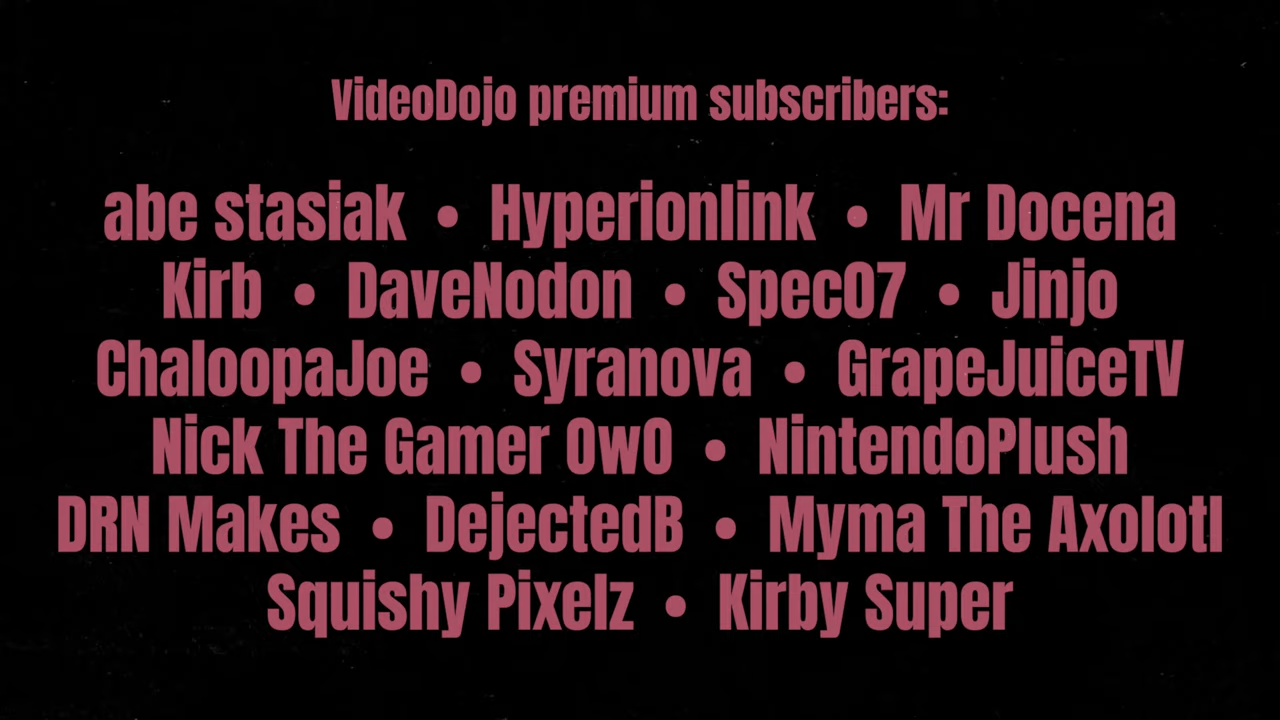 VideoDojo premium subscribers:
abe stasiak • Hyperionlink • Mr Docena
Kirb • DaveNodon • Spec07 • Jinjo
ChaloopaJoe • Syranova • GrapeJuiceTV
Nick The Gamer OwO • NintendoPlush
DRN Makes • DejectedB • Myma The Axolotl
Squishy Pixelz • Kirby Super